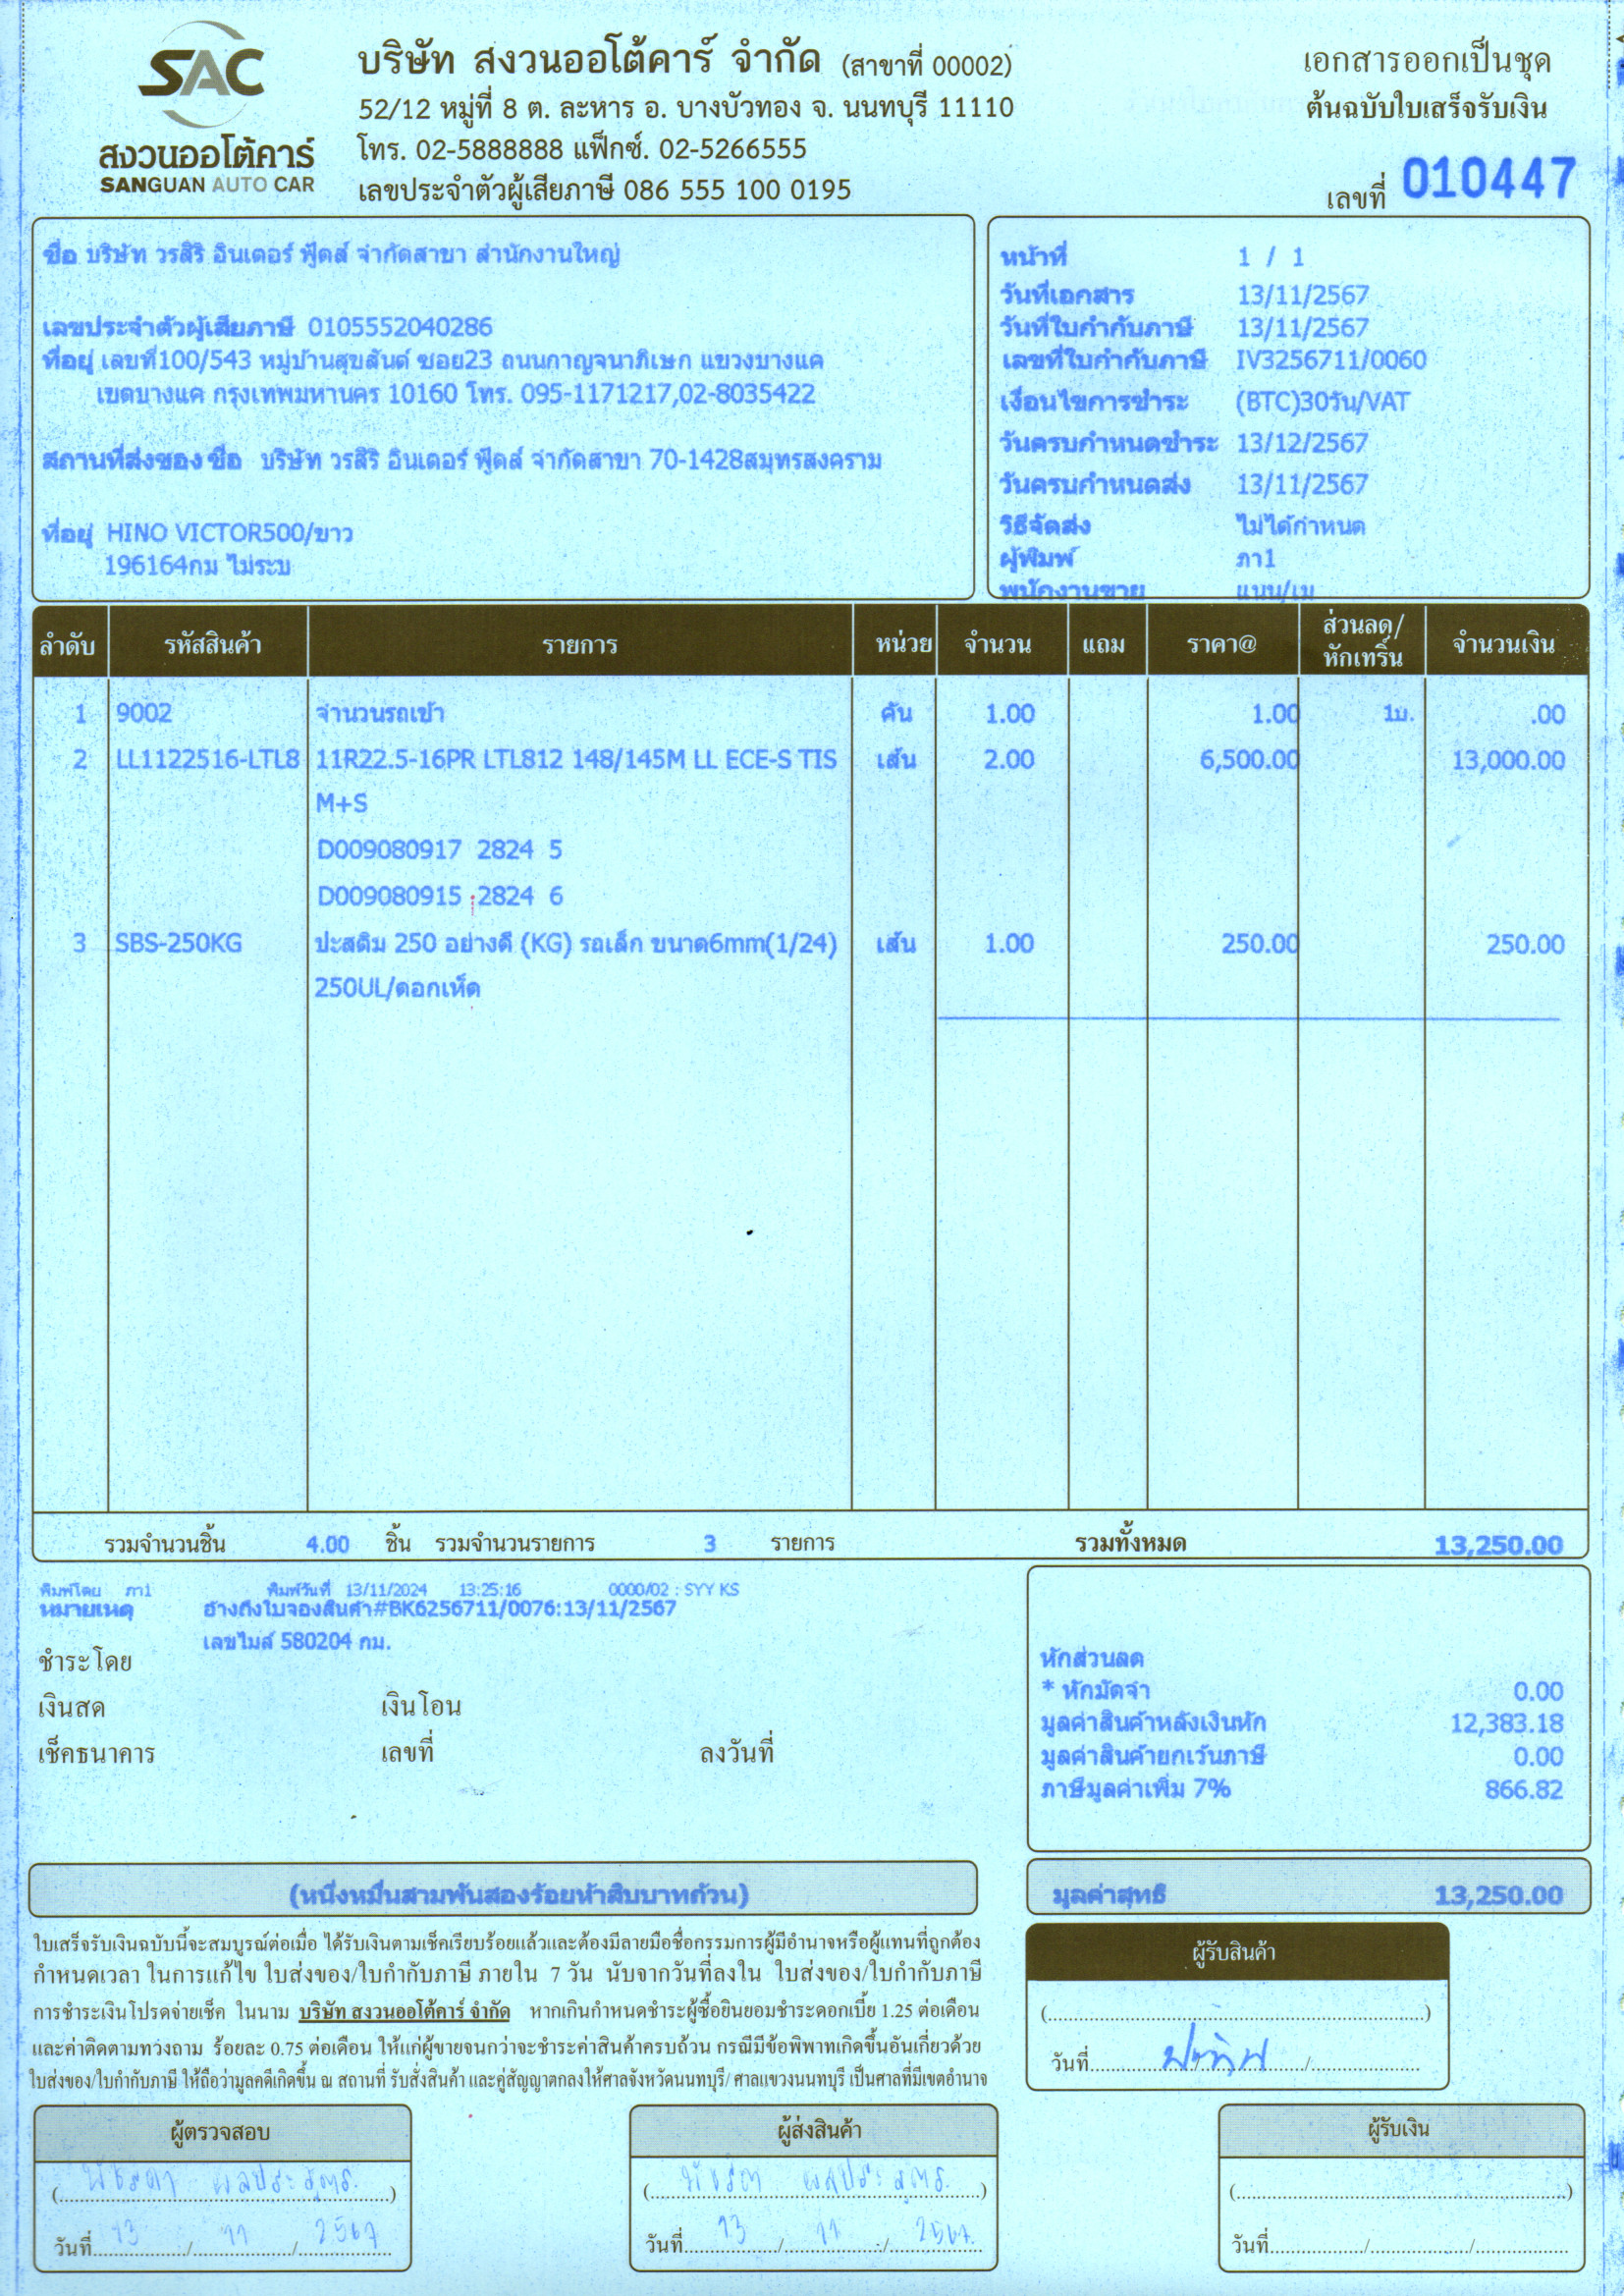 SAC
สงวนออโต้คาร์
SANGUAN AUTO CAR
บริษัท สงวนออโต้คาร์ จำกัด (สาขาที่ 00002)
52/12 หมู่ที่ 8 ต. ละหาร อ. บางบัวทอง จ. นนทบุรี 11110
โทร. 02-5888888 แฟ็กซ์. 02-5266555
เลขประจำตัวผู้เสียภาษี 086 555 100 0195
เอกสารออกเป็นชุด
ต้นฉบับใบเสร็จรับเงิน
เลขที่ 010447
ชื่อ บริษัท วรสิริ อินเตอร์ ฟู้ดส์ จำกัดสาขา สำนักงานใหญ่
เลขประจำตัวผู้เสียภาษี 0105552040286
ที่อยู่ เลขที่100/543 หมู่บ้านสุขสันต์ ซอย23 ถนนกาญจนาภิเษก แขวงบางแค
เขตบางแค กรุงเทพมหานคร 10160 โทร. 095-1171217,02-8035422
สถานที่ส่งของ ชื่อ บริษัท วรสิริ อินเตอร์ ฟู้ดส์ จำกัดสาขา 70-1428สมุทรสงคราม
ที่อยู่ HINO VICTOR500/ขาว
196164กม ไม่ระบ
หน้าที่ 1 / 1
วันที่เอกสาร 13/11/2567
วันที่ใบกำกับภาษี 13/11/2567
เลขที่ใบกำกับภาษี IV3256711/0060
เงื่อนไขการชำระ (BTC)30วัน/VAT
วันครบกำหนดชำระ 13/12/2567
วันครบกำหนดส่ง 13/11/2567
วิธีจัดส่ง ไม่ได้กำหนด
ผู้พิมพ์ ภา1
พนักงานขาย แนน/เม
ลำดับ รหัสสินค้า รายการ หน่วย จำนวน แถม ราคา@ ส่วนลด/หักเทริ์น จำนวนเงิน
1 9002 จำนวนรถเข้า คัน 1.00 1.00 1บ. .00
2 LL1122516-LTL8 11R22.5-16PR LTL812 148/145M LL ECE-S TIS เส้น 2.00 6,500.00 13,000.00
M+S
D009080917 2824 5
D009080915 2824 6
3 SBS-250KG ปะสตีม 250 อย่างดี (KG) รถเล็ก ขนาด6mm(1/24) เส้น 1.00 250.00 250.00
250UL/ดอกเห็ด
รวมจำนวนชิ้น 4.00 ชิ้น รวมจำนวนรายการ 3 รายการ รวมทั้งหมด 13,250.00
พิมพ์โดย ภา1 พิมพ์วันที่ 13/11/2024 13:25:16 0000/02 : SYY KS
หมายเหตุ อ้างถึงใบจองสินค้า#BK6256711/0076:13/11/2567
เลขไมล์ 580204 กม.
ชำระโดย
เงินสด เงินโอน
เช็คธนาคาร เลขที่ ลงวันที่
หักส่วนลด
* หักมัดจำ 0.00
มูลค่าสินค้าหลังเงินหัก 12,383.18
มูลค่าสินค้ายกเว้นภาษี 0.00
ภาษีมูลค่าเพิ่ม 7% 866.82
(หนึ่งหมื่นสามพันสองร้อยห้าสิบบาทถ้วน)
มูลค่าสุทธิ 13,250.00
ใบเสร็จรับเงินฉบับนี้จะสมบูรณ์ต่อเมื่อ ได้รับเงินตามเช็คเรียบร้อยแล้วและต้องมีลายมือชื่อกรรมการผู้มีอำนาจหรือผู้แทนที่ถูกต้อง
กำหนดเวลา ในการแก้ไข ใบส่งของ/ใบกำกับภาษี ภายใน 7 วัน นับจากวันที่ลงใน ใบส่งของ/ใบกำกับภาษี
การชำระเงินโปรดจ่ายเช็ค ในนาม บริษัท สงวนออโต้คาร์ จำกัด หากเกินกำหนดชำระผู้ซื้อยินยอมชำระดอกเบี้ย 1.25 ต่อเดือน
และค่าติดตามทวงถาม ร้อยละ 0.75 ต่อเดือน ให้แก่ผู้ขายจนกว่าจะชำระค่าสินค้าครบถ้วน กรณีมีข้อพิพาทเกิดขึ้นอันเกี่ยวด้วย
ใบส่งของ/ใบกำกับภาษี ให้ถือว่ามูลคดีเกิดขึ้น ณ สถานที่ รับสั่งสินค้า และคู่สัญญาตกลงให้ศาลจังหวัดนนทบุรี/ ศาลแขวงนนทบุรี เป็นศาลที่มีเขตอำนาจ
ผู้รับสินค้า
วันที่
ผู้ตรวจสอบ
วันที่ 13 / 11 / 2567
ผู้ส่งสินค้า
วันที่ 13 / 11 / 2567
ผู้รับเงิน
วันที่